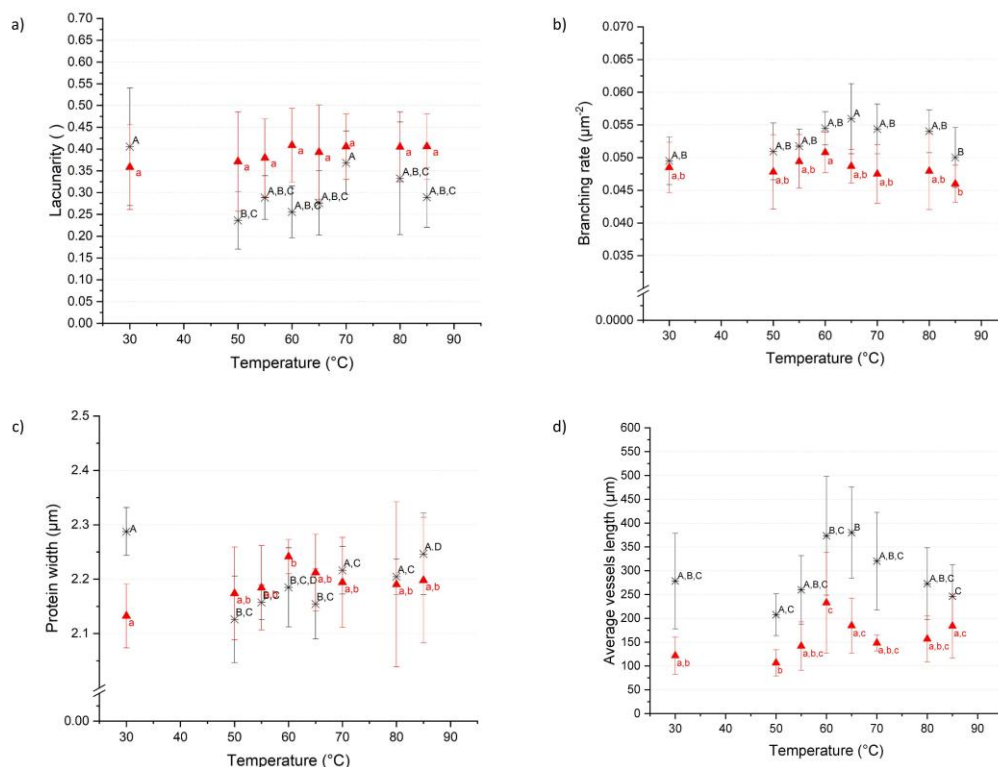 a)
0.70
0.65
0.60
0.55
0.50
0.45
0.40
0.35
0.30
0.25
0.20
0.15
0.10
0.05
0.00
Lacunarity ( )
A
a
a
B,C
a
A,B,C
a
A,B,C
a
A,B,C
a
A
a
A,B,C
a
A,B,C
30 40 50 60 70 80 90
Temperature (°C)
b)
0.070
0.065
0.060
0.055
0.050
0.045
0.040
0.035
0.0000
Branching rate (µm⁻²)
A,B
a,b
A,B
a,b
A,B
a,b
A,B
a
A
a,b
A,B
a,b
A,B
a,b
B
b
30 40 50 60 70 80 90
Temperature (°C)
c)
2.5
2.4
2.3
2.2
2.1
0.00
Protein width (µm)
A
a
a,b
B,C
a,b
B,C
b
B,C,D
a,b
B,C
A,C
a,b
A,C
a,b
A,D
a,b
30 40 50 60 70 80 90
Temperature (°C)
d)
600
550
500
450
400
350
300
250
200
150
100
50
0
Average vessels length (µm)
A,B,C
a,b
A,C
b
A,B,C
a,b,c
B,C
c
B
a,c
A,B,C
a,b,c
A,B,C
a,b,c
C
a,c
30 40 50 60 70 80 90
Temperature (°C)